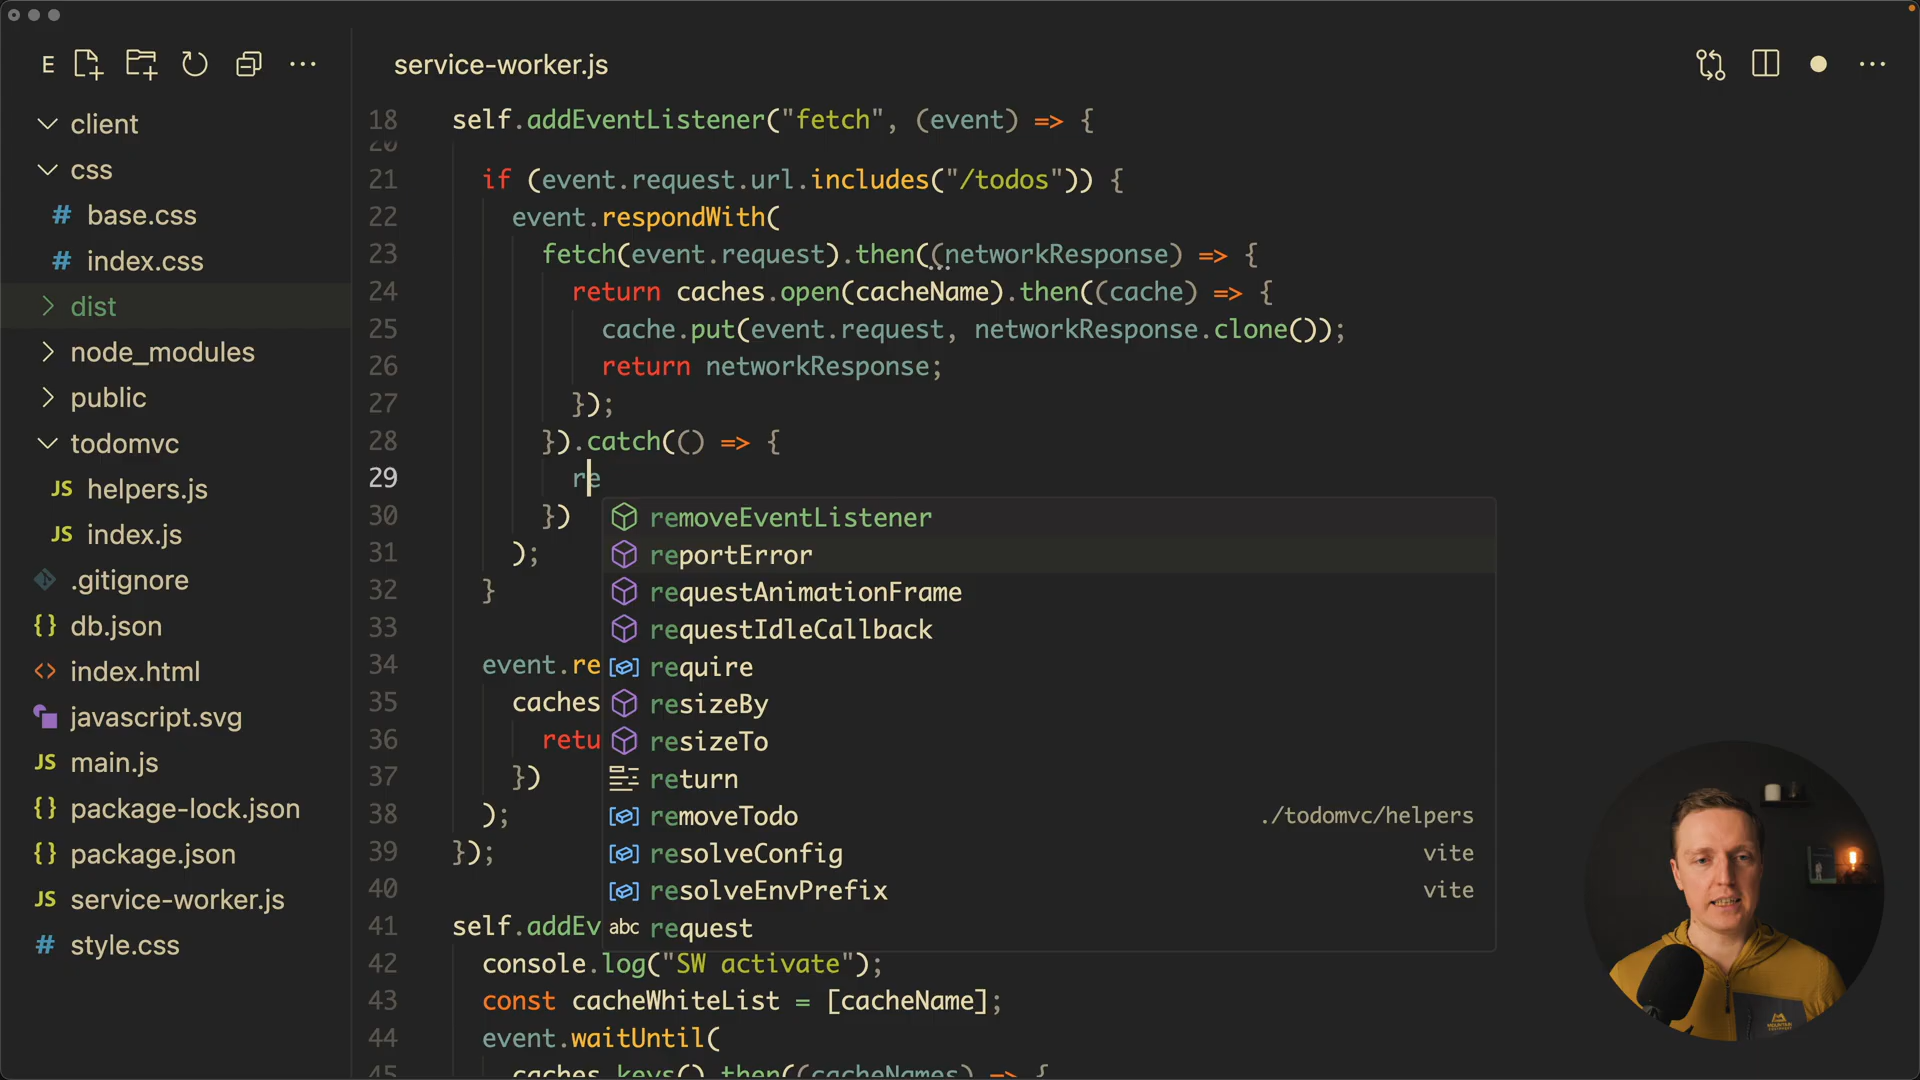 E
service-worker.js
client
css
# base.css
# index.css
dist
node_modules
public
todomvc
JS helpers.js
JS index.js
.gitignore
{} db.json
<> index.html
javascript.svg
JS main.js
{} package-lock.json
{} package.json
JS service-worker.js
# style.css
18 self.addEventListener("fetch", (event) => {
20
21 if (event.request.url.includes("/todos")) {
22 event.respondWith(
23 fetch(event.request).then((networkResponse) => {
24 return caches.open(cacheName).then((cache) => {
25 cache.put(event.request, networkResponse.clone());
26 return networkResponse;
27 });
28 }).catch(() => {
29 re
30 })
31 );
32 }
33
34 event.re
35 caches
36 retu
37 })
38 );
39 });
40
41 self.addEv
42 console.log("SW activate");
43 const cacheWhiteList = [cacheName];
44 event.waitUntil(
45 caches.keys().then((cacheNames) => {
removeEventListener
reportError
requestAnimationFrame
requestIdleCallback
require
resizeBy
resizeTo
return
removeTodo ./todomvc/helpers
resolveConfig vite
resolveEnvPrefix vite
abc request